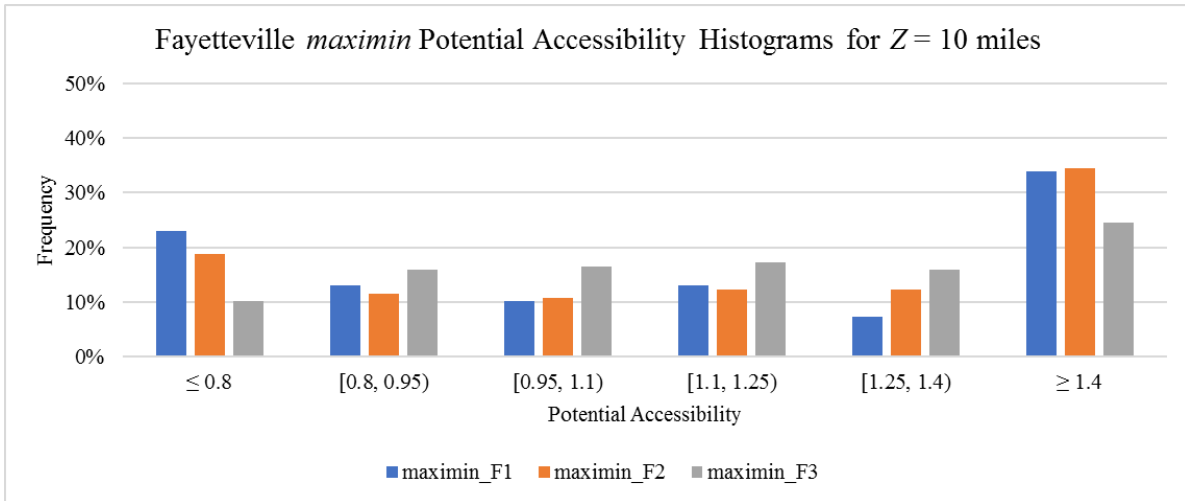 Fayetteville maximin Potential Accessibility Histograms for Z = 10 miles
50%
40%
30%
20%
10%
0%
Frequency
≤ 0.8
[0.8, 0.95)
[0.95, 1.1)
[1.1, 1.25)
[1.25, 1.4)
≥ 1.4
Potential Accessibility
maximin_F1
maximin_F2
maximin_F3